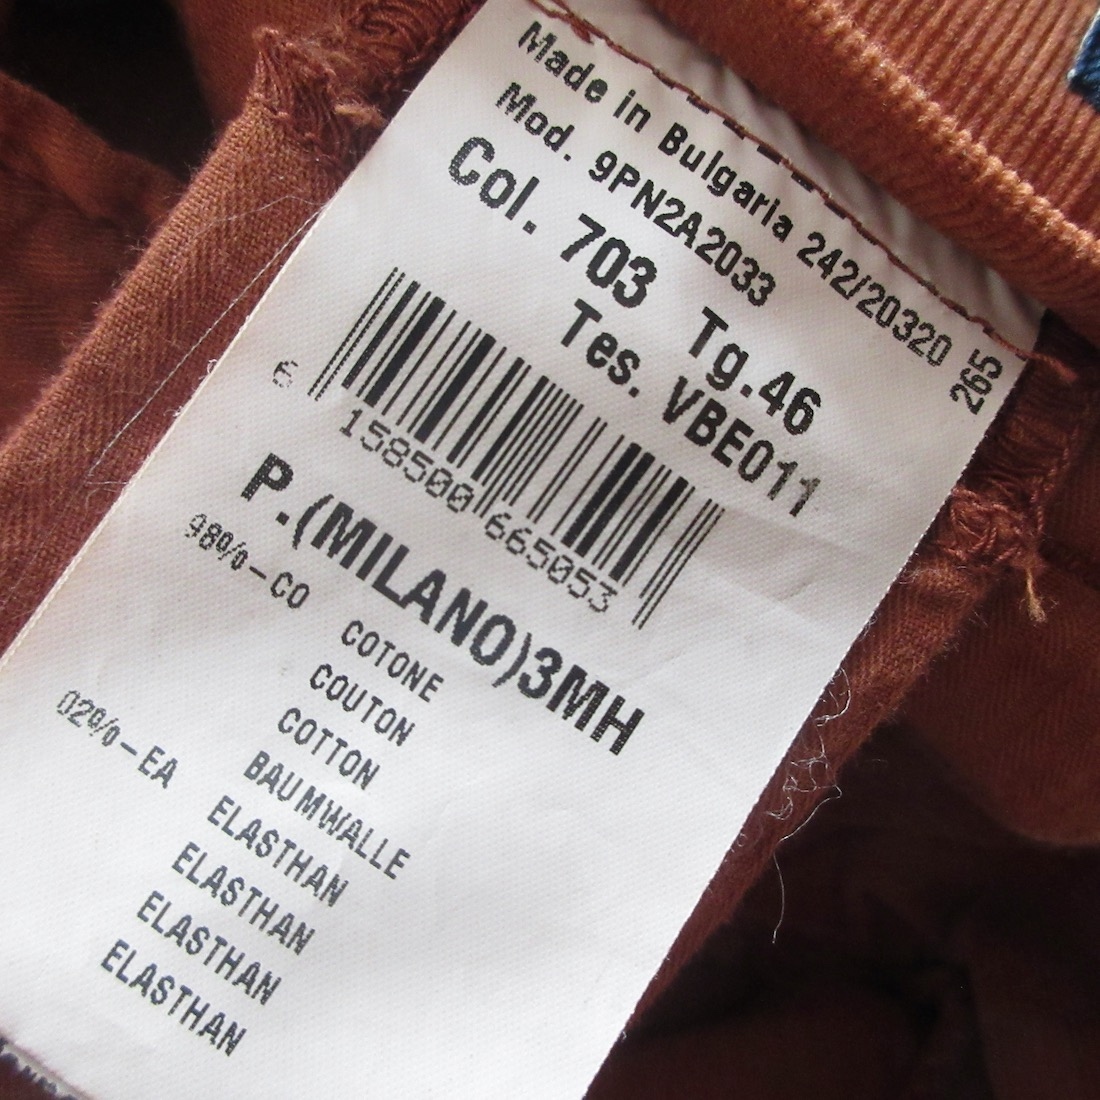 Made in Bulgaria 242/20320
265
Mod. 9PN2A2033
Col. 703 Tg.46
Tes. VBE011
6 158500 665053
P.(MILANO)3MH
98%-CO COTONE
COUTON
COTTON
BAUMWALLE
02%-EA ELASTHAN
ELASTHAN
ELASTHAN
ELASTHAN